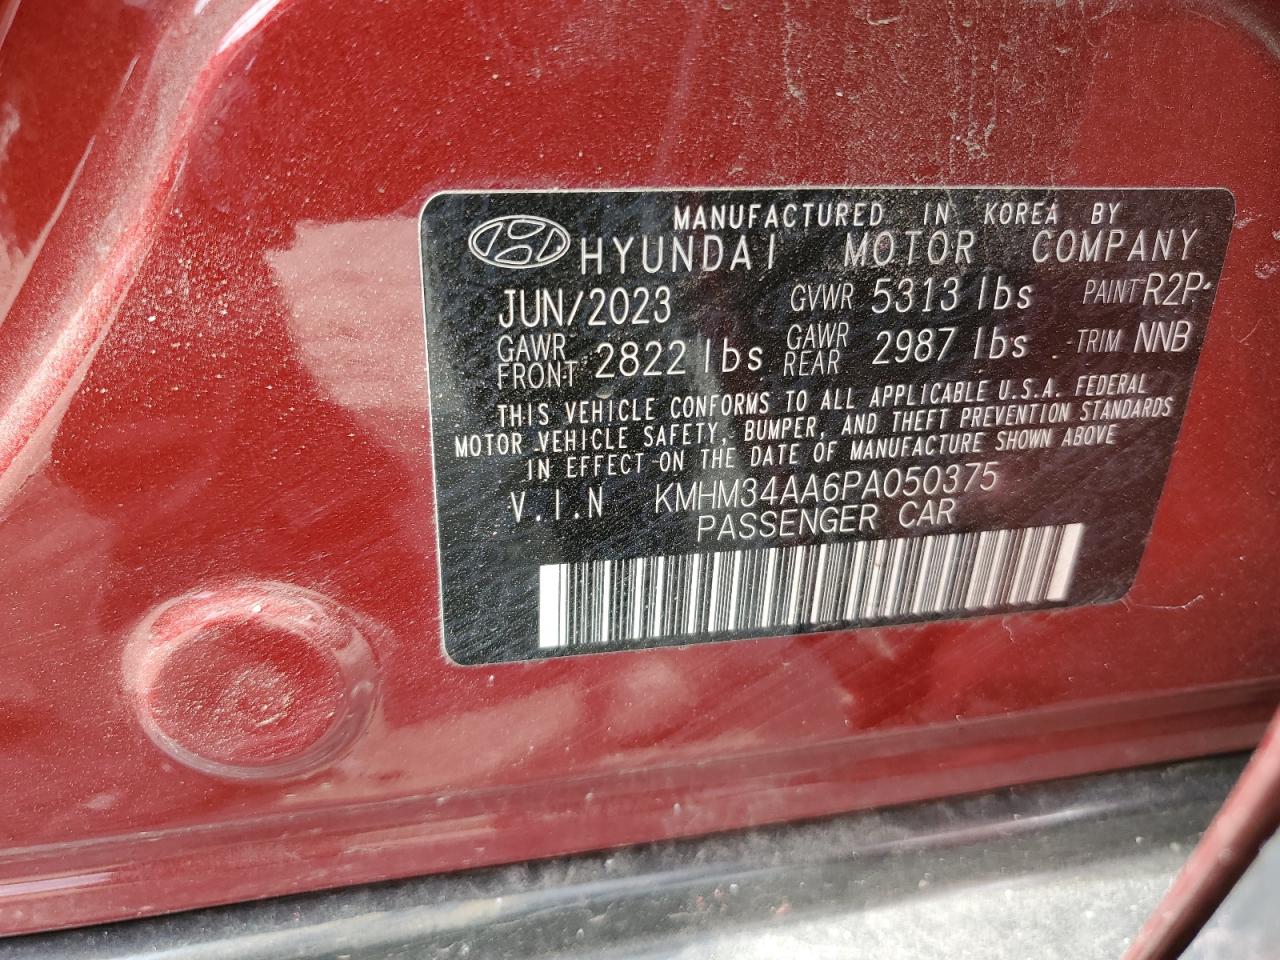 MANUFACTURED IN KOREA BY
HYUNDAI MOTOR COMPANY
JUN/2023 GVWR 5313 lbs PAINT R2P
GAWR FRONT 2822 lbs GAWR REAR 2987 lbs TRIM NNB
THIS VEHICLE CONFORMS TO ALL APPLICABLE U.S.A. FEDERAL
MOTOR VEHICLE SAFETY, BUMPER, AND THEFT PREVENTION STANDARDS
IN EFFECT ON THE DATE OF MANUFACTURE SHOWN ABOVE
V.I.N KMHM34AA6PA050375
PASSENGER CAR